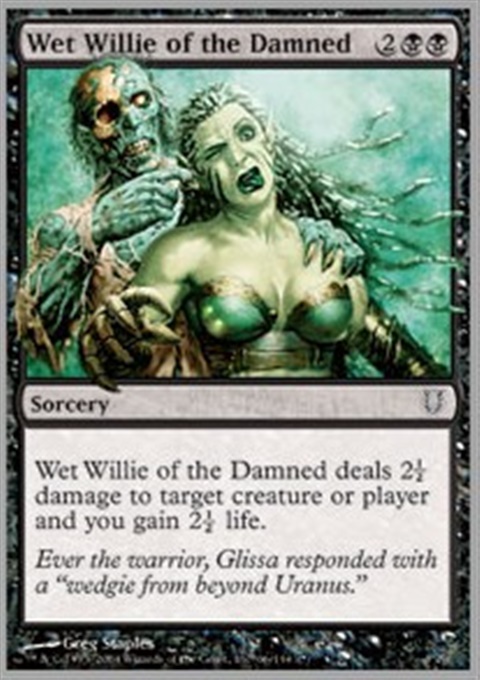 Wet Willie of the Damned 2
Sorcery
Wet Willie of the Damned deals 2½
damage to target creature or player
and you gain 2½ life.
Ever the warrior, Glissa responded with
a “wedgie from beyond Uranus.”
Greg Staples